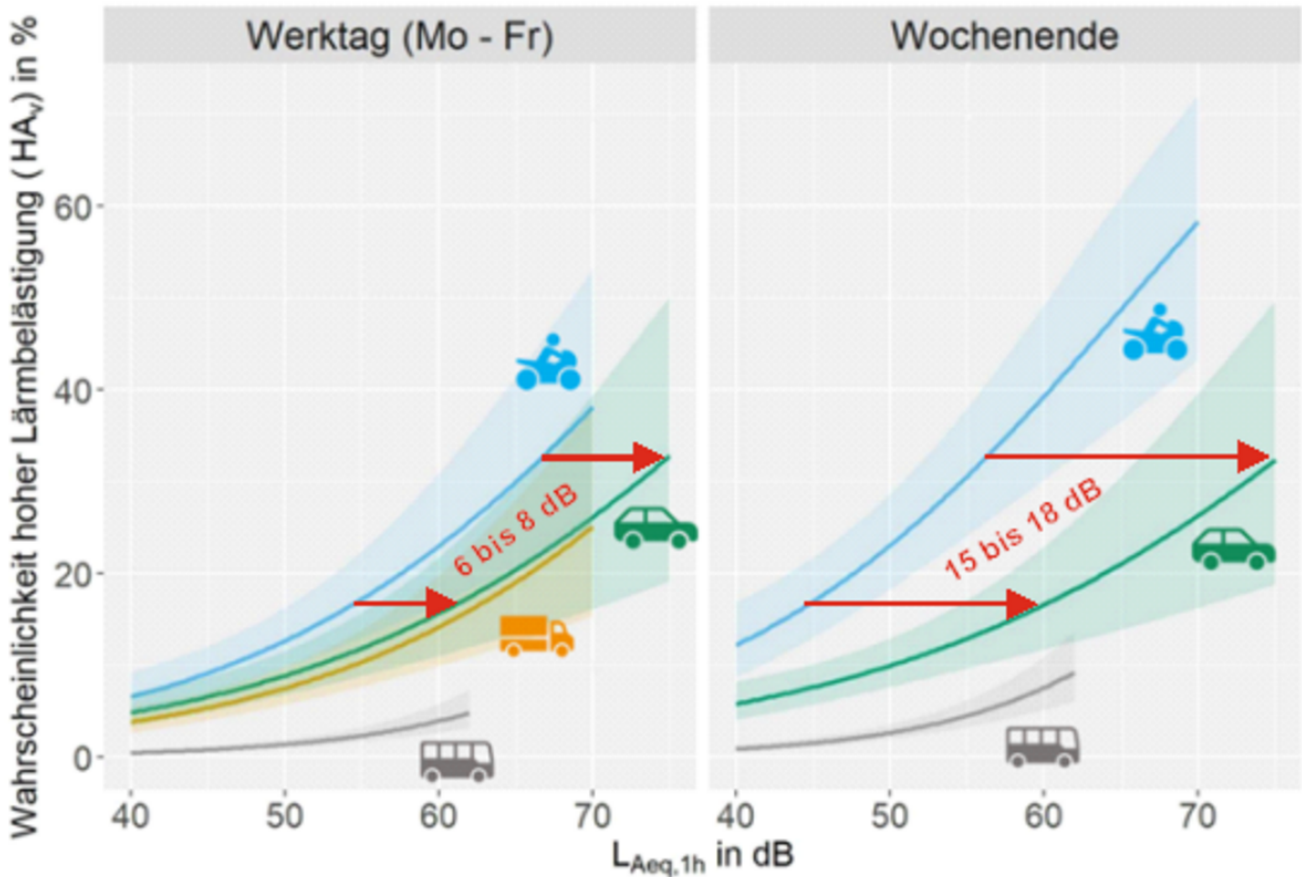 Werktag (Mo - Fr)
Wochenende
Wahrscheinlichkeit hoher Lärmbelästigung (HAᵥ) in %
60
40
20
0
6 bis 8 dB
15 bis 18 dB
40 50 60 70
40 50 60 70
L_Aeq,1h in dB